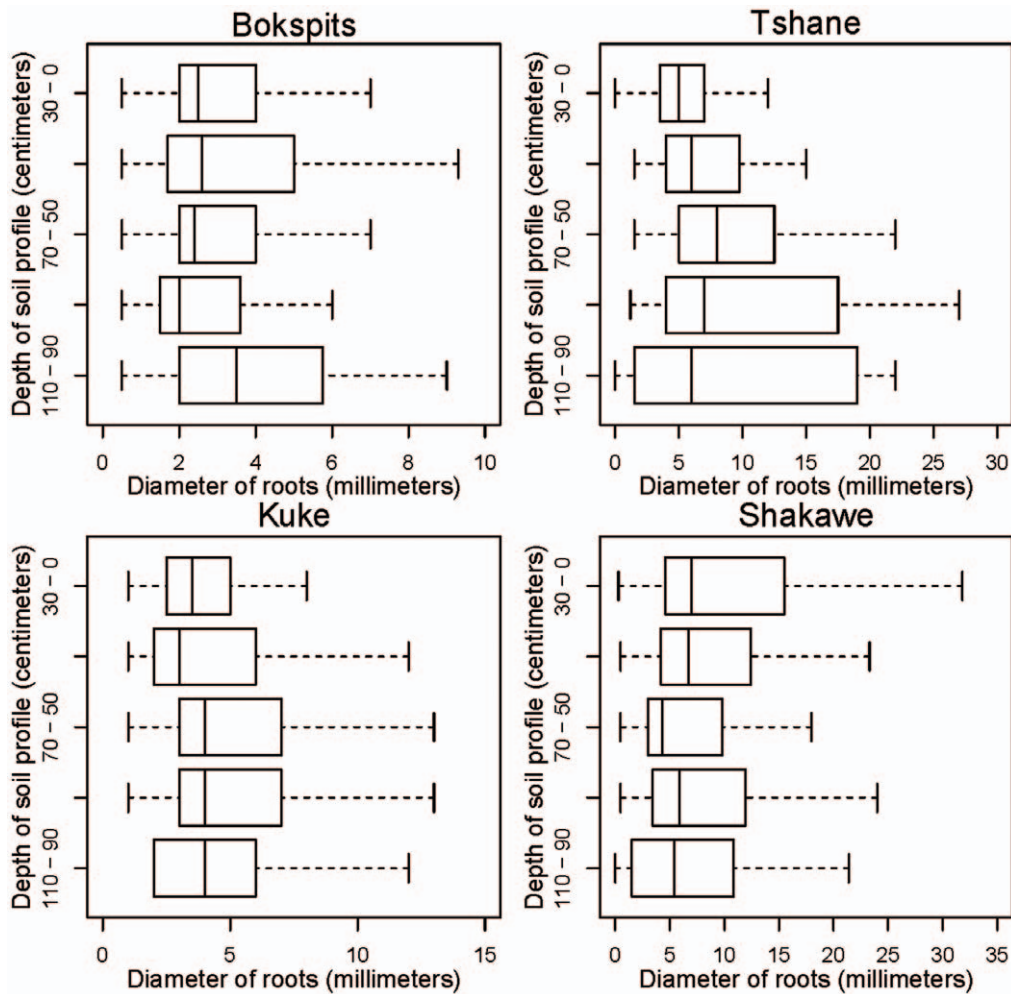 Bokspits
Depth of soil profile (centimeters)
30 – 0
70 – 50
110 – 90
0 2 4 6 8 10
Diameter of roots (millimeters)
Tshane
Depth of soil profile (centimeters)
30 – 0
70 – 50
110 – 90
0 5 10 15 20 25 30
Diameter of roots (millimeters)
Kuke
Depth of soil profile (centimeters)
30 – 0
70 – 50
110 – 90
0 5 10 15
Diameter of roots (millimeters)
Shakawe
Depth of soil profile (centimeters)
30 – 0
70 – 50
110 – 90
0 5 10 15 20 25 30 35
Diameter of roots (millimeters)